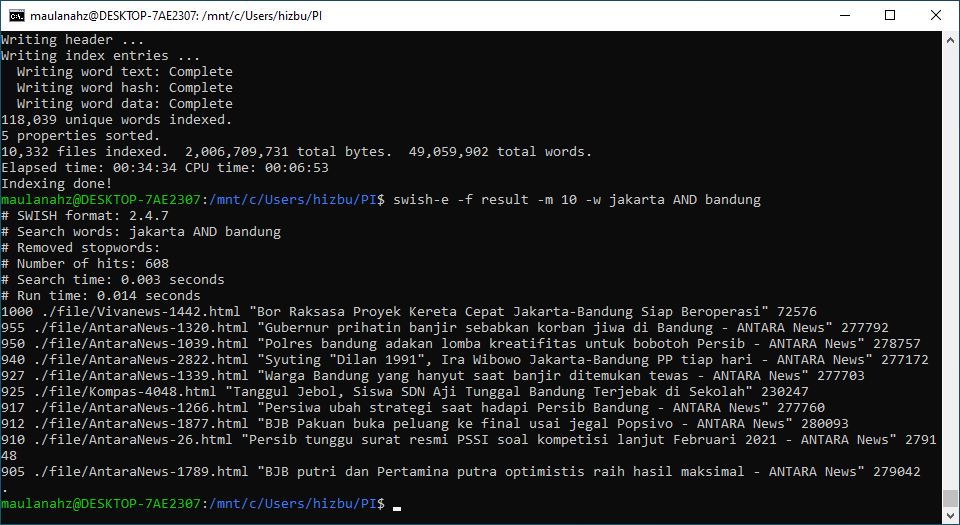 maulanahz@DESKTOP-7AE2307: /mnt/c/Users/hizbu/PI
Writing header ...
Writing index entries ...
  Writing word text: Complete
  Writing word hash: Complete
  Writing word data: Complete
118,039 unique words indexed.
5 properties sorted.
10,332 files indexed.  2,006,709,731 total bytes.  49,059,902 total words.
Elapsed time: 00:34:34 CPU time: 00:06:53
Indexing done!
maulanahz@DESKTOP-7AE2307:/mnt/c/Users/hizbu/PI$ swish-e -f result -m 10 -w jakarta AND bandung
# SWISH format: 2.4.7
# Search words: jakarta AND bandung
# Removed stopwords:
# Number of hits: 608
# Search time: 0.003 seconds
# Run time: 0.014 seconds
1000 ./file/Vivanews-1442.html "Bor Raksasa Proyek Kereta Cepat Jakarta-Bandung Siap Beroperasi" 72576
955 ./file/AntaraNews-1320.html "Gubernur prihatin banjir sebabkan korban jiwa di Bandung - ANTARA News" 277792
950 ./file/AntaraNews-1039.html "Polres bandung adakan lomba kreatifitas untuk bobotoh Persib - ANTARA News" 278757
940 ./file/AntaraNews-2822.html "Syuting "Dilan 1991", Ira Wibowo Jakarta-Bandung PP tiap hari - ANTARA News" 277172
927 ./file/AntaraNews-1339.html "Warga Bandung yang hanyut saat banjir ditemukan tewas - ANTARA News" 277703
925 ./file/Kompas-4048.html "Tanggul Jebol, Siswa SDN Aji Tunggal Bandung Terjebak di Sekolah" 230247
917 ./file/AntaraNews-1266.html "Persiwa ubah strategi saat hadapi Persib Bandung - ANTARA News" 277760
912 ./file/AntaraNews-1877.html "BJB Pakuan buka peluang ke final usai jegal Popsivo - ANTARA News" 280093
910 ./file/AntaraNews-26.html "Persib tunggu surat resmi PSSI soal kompetisi lanjut Februari 2021 - ANTARA News" 2791
48
905 ./file/AntaraNews-1789.html "BJB putri dan Pertamina putra optimistis raih hasil maksimal - ANTARA News" 279042
.
maulanahz@DESKTOP-7AE2307:/mnt/c/Users/hizbu/PI$